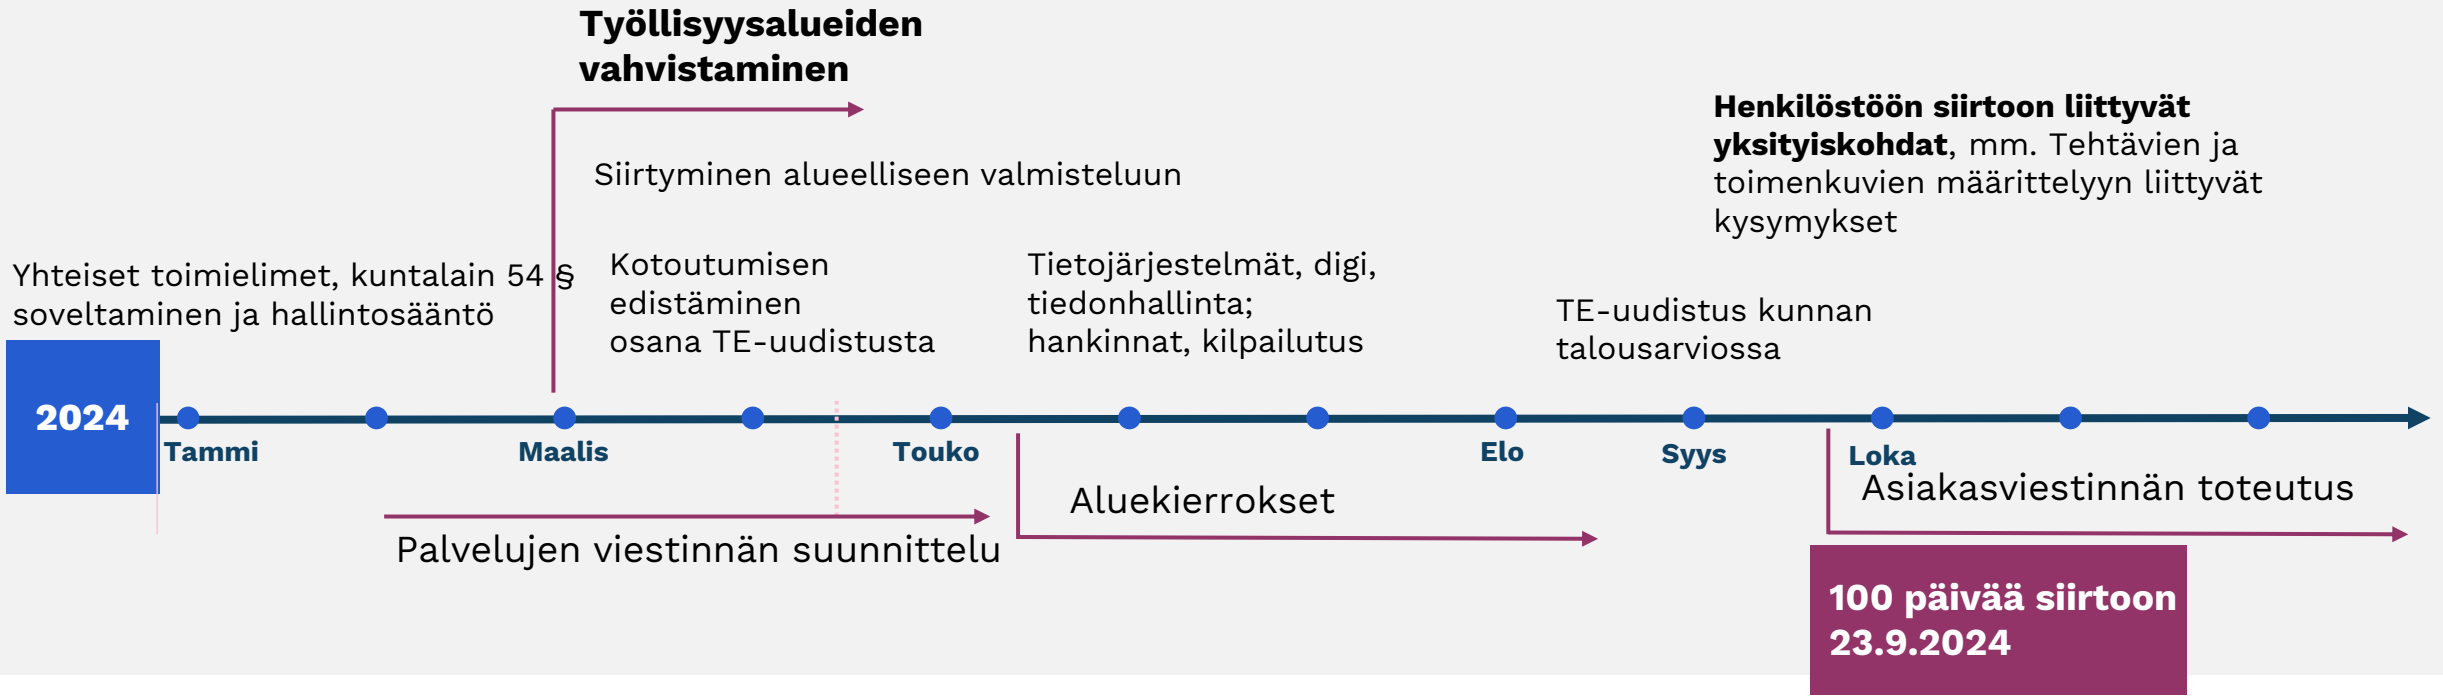 Työllisyysalueiden
vahvistaminen
Henkilöstöön siirtoon liittyvät
yksityiskohdat, mm. Tehtävien ja
toimenkuvien määrittelyyn liittyvät
kysymykset
Siirtyminen alueelliseen valmisteluun
Yhteiset toimielimet, kuntalain 54 §
soveltaminen ja hallintosääntö
Kotoutumisen
edistäminen
osana TE-uudistusta
Tietojärjestelmät, digi,
tiedonhallinta;
hankinnat, kilpailutus
TE-uudistus kunnan
talousarviossa
2024
Tammi
Maalis
Touko
Elo
Syys
Loka
Palvelujen viestinnän suunnittelu
Aluekierrokset
Asiakasviestinnän toteutus
100 päivää siirtoon
23.9.2024